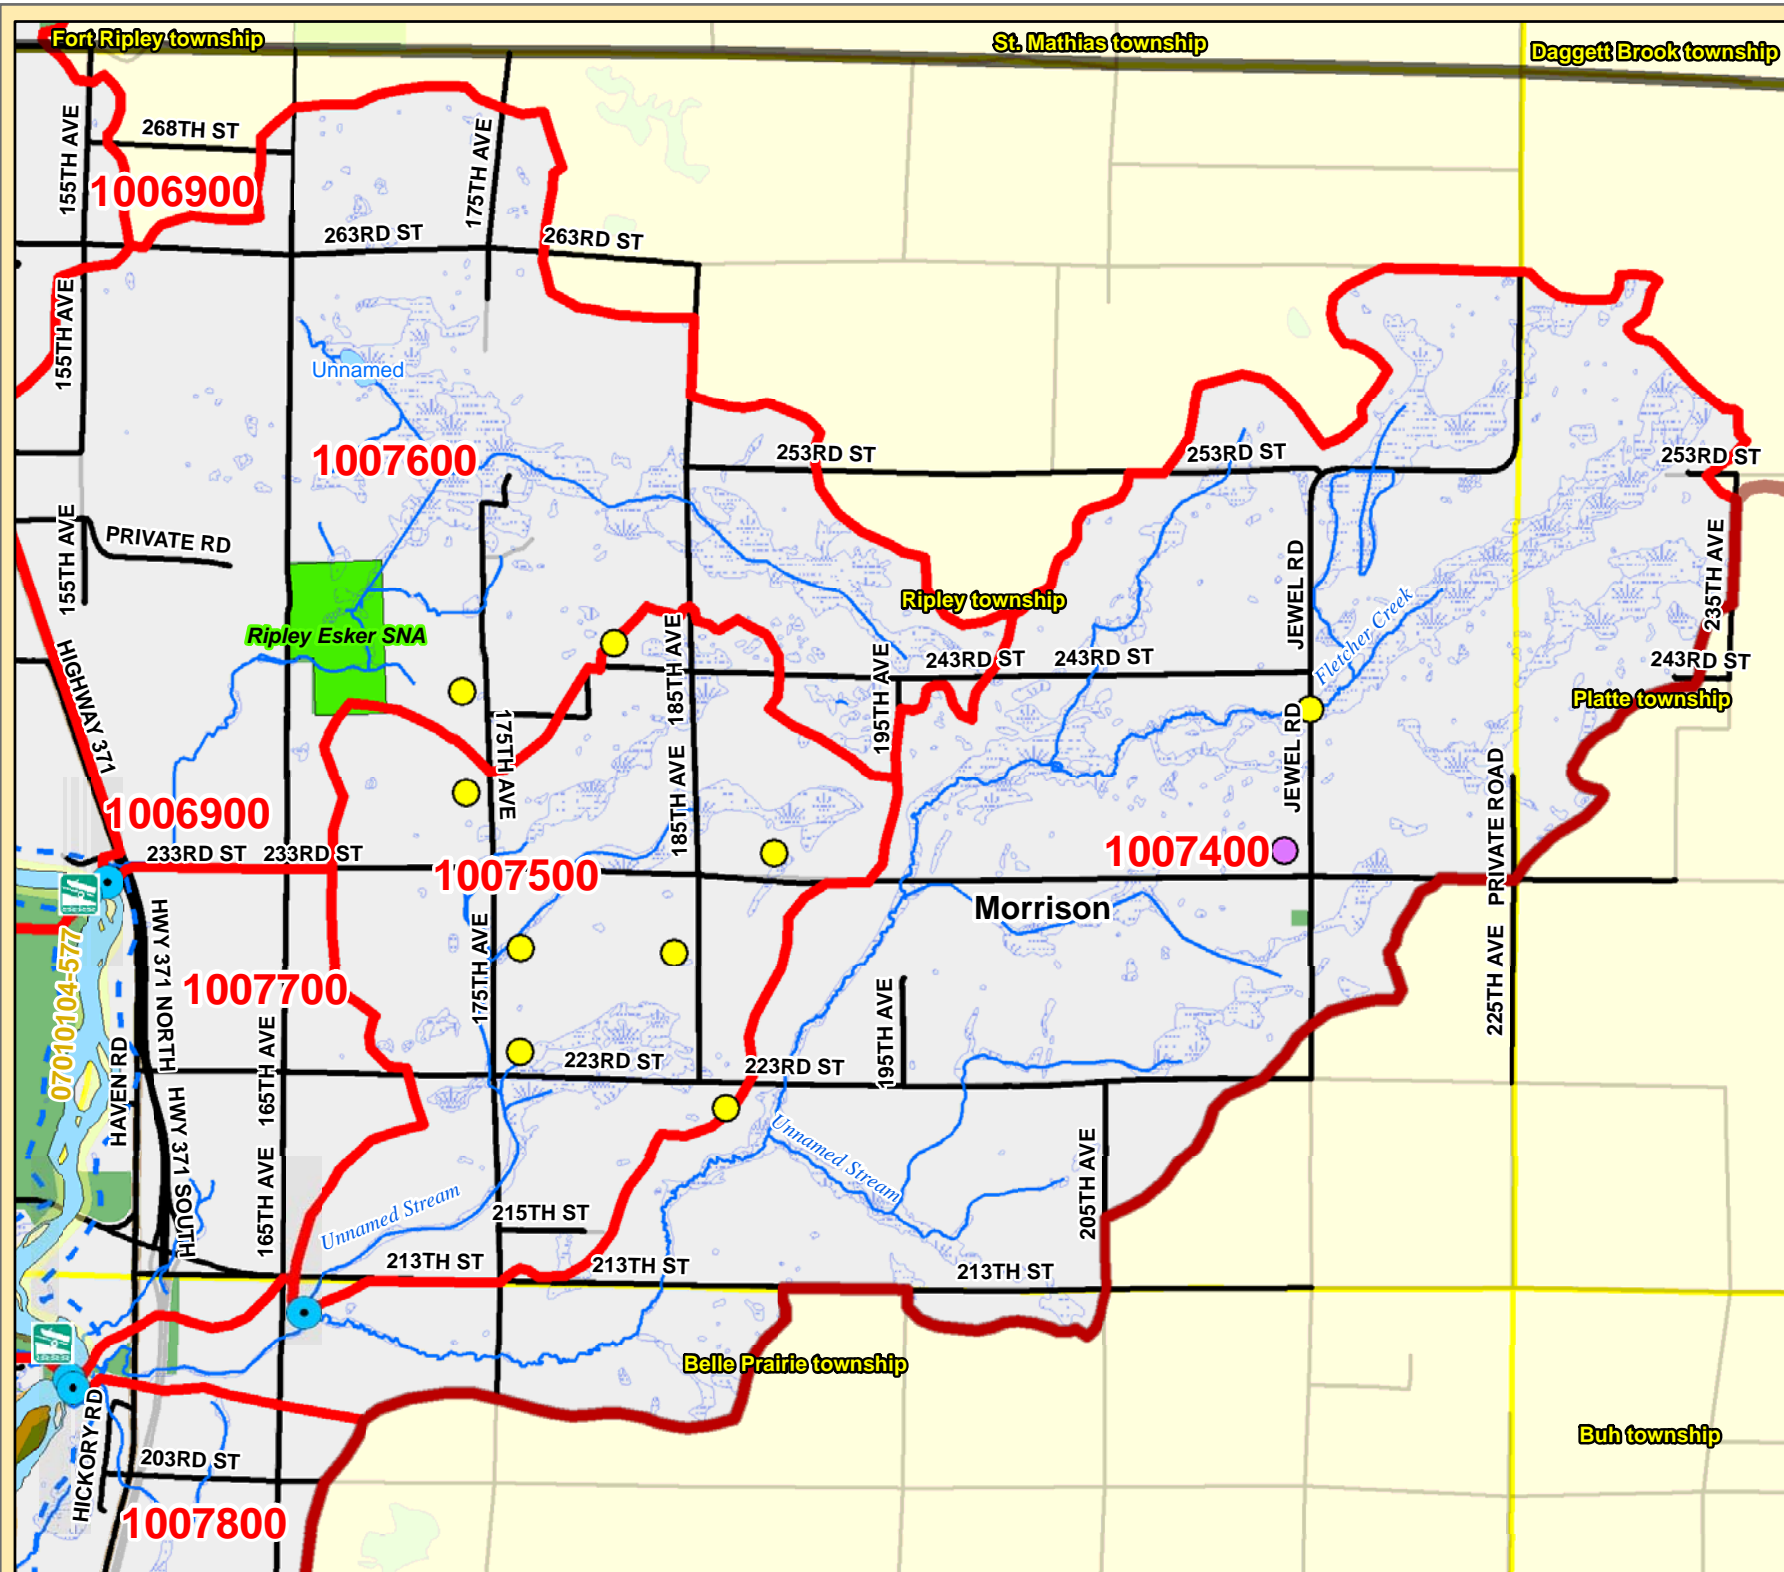 Fort Ripley township
St. Mathias township
Daggett Brook township
155TH AVE
268TH ST
175TH AVE
1006900
263RD ST
263RD ST
155TH AVE
Unnamed
1007600
253RD ST
253RD ST
253RD ST
155TH AVE
PRIVATE RD
235TH AVE
JEWEL RD
Ripley township
Fletcher Creek
Ripley Esker SNA
185TH AVE
195TH AVE
243RD ST
243RD ST
243RD ST
HIGHWAY 371
Platte township
175TH AVE
JEWEL RD
185TH AVE
PRIVATE ROAD
1006900
233RD ST
233RD ST
1007500
1007400
Morrison
HWY 371 NORTH
175TH AVE
225TH AVE
07010104-577
1007700
195TH AVE
165TH AVE
HAVEN RD
223RD ST
223RD ST
HWY 371 SOUTH
165TH AVE
Unnamed Stream
Unnamed Stream
205TH AVE
215TH ST
213TH ST
213TH ST
213TH ST
Belle Prairie township
HICKORY RD
203RD ST
Buh township
1007800